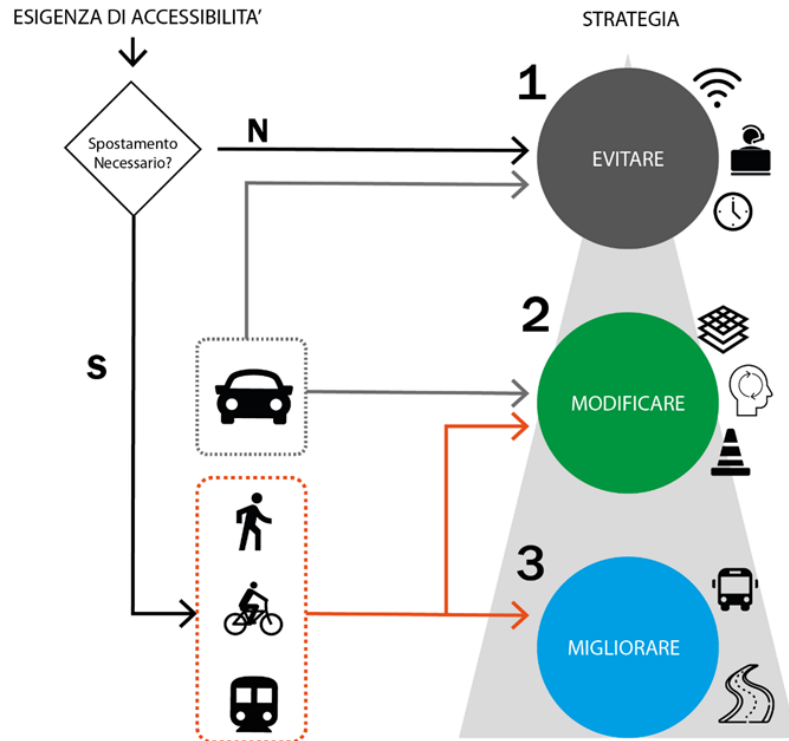 ESIGENZA DI ACCESSIBILITA'
STRATEGIA
Spostamento
Necessario?
N
S
1
EVITARE
2
MODIFICARE
3
MIGLIORARE